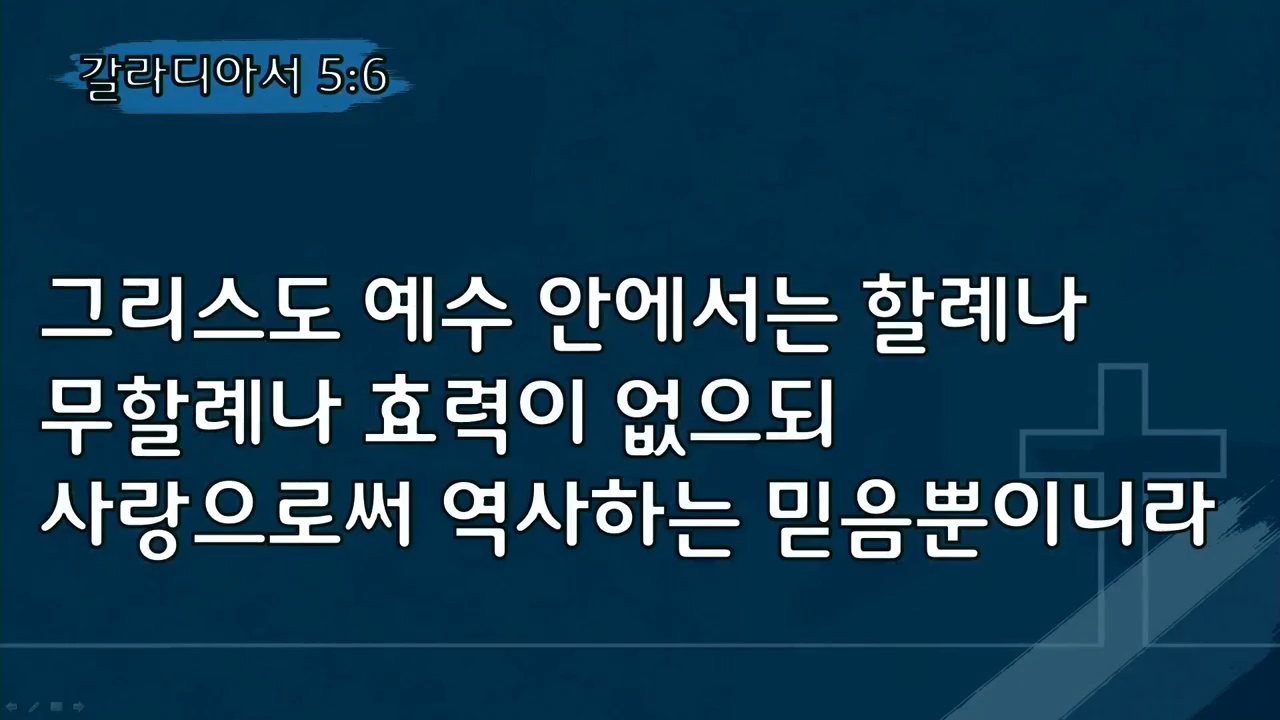 갈라디아서 5:6
그리스도 예수 안에서는 할례나
무할례나 효력이 없으되
사랑으로써 역사하는 믿음뿐이니라